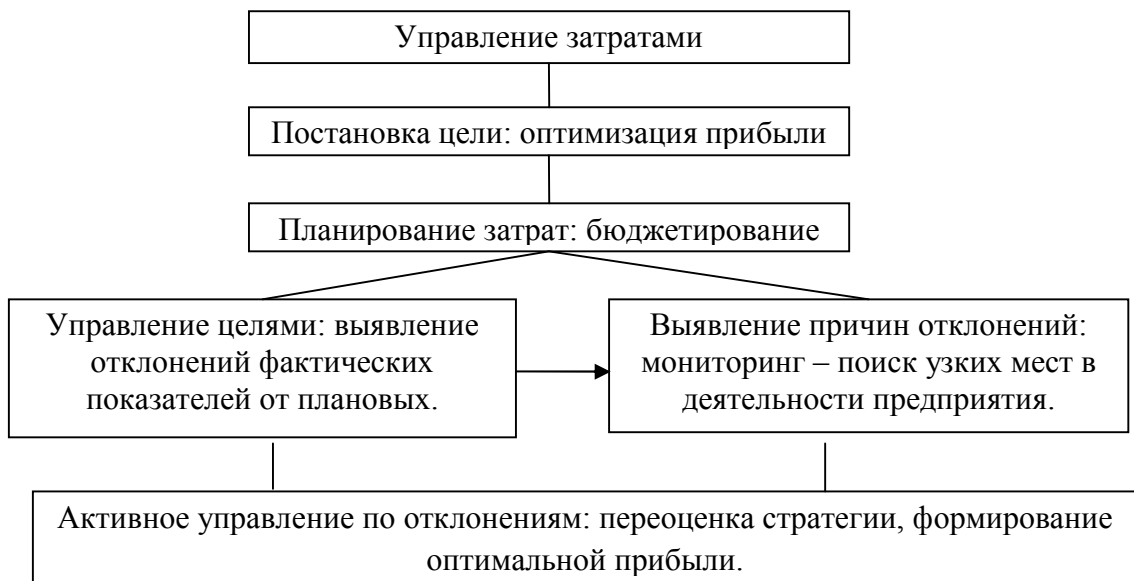 Управление затратами
Постановка цели: оптимизация прибыли
Планирование затрат: бюджетирование
Управление целями: выявление
отклонений фактических
показателей от плановых.
Выявление причин отклонений:
мониторинг – поиск узких мест в
деятельности предприятия.
Активное управление по отклонениям: переоценка стратегии, формирование
оптимальной прибыли.